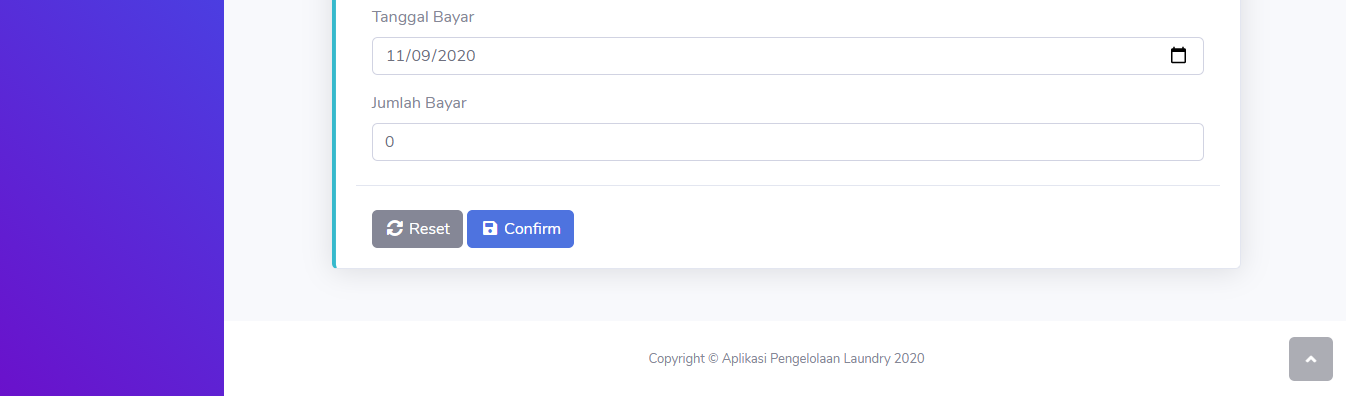 Tanggal Bayar
11/09/2020
Jumlah Bayar
0
Reset Confirm
Copyright © Aplikasi Pengelolaan Laundry 2020